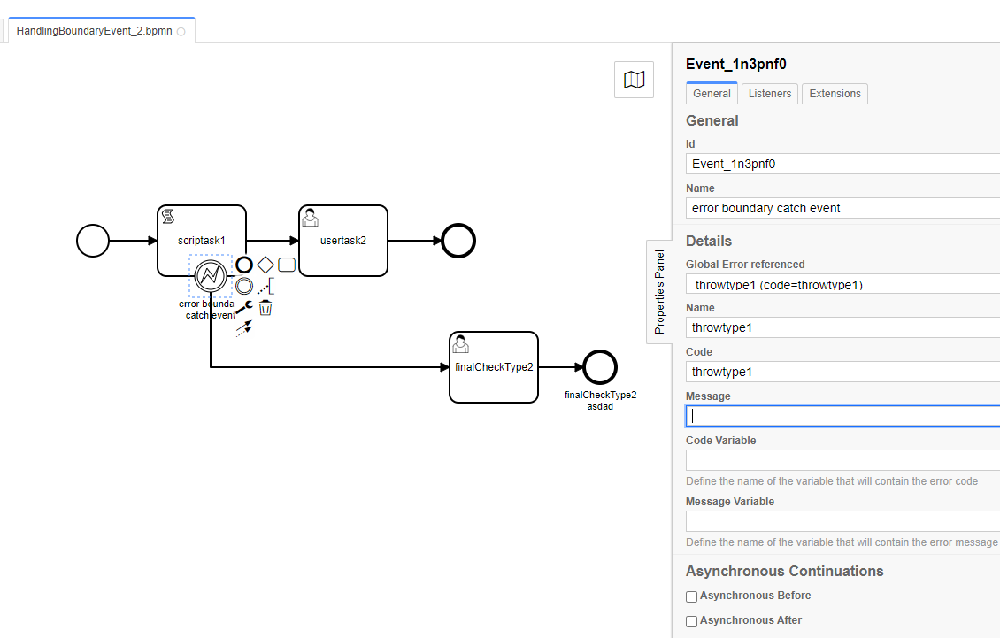 HandlingBoundaryEvent_2.bpmn
scriptask1
usertask2
error bounda
catch event
finalCheckType2
finalCheckType2
asdad
Properties Panel
Event_1n3pnf0
General
Listeners
Extensions
General
Id
Event_1n3pnf0
Name
error boundary catch event
Details
Global Error referenced
throwtype1 (code=throwtype1)
Name
throwtype1
Code
throwtype1
Message
Code Variable
Define the name of the variable that will contain the error code
Message Variable
Define the name of the variable that will contain the error message
Asynchronous Continuations
Asynchronous Before
Asynchronous After